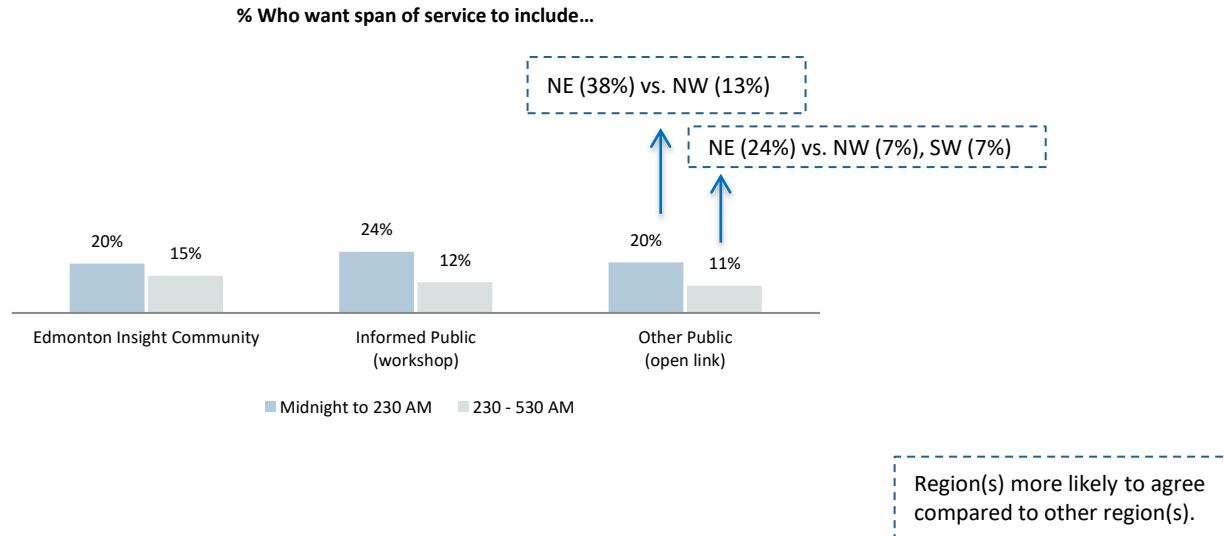 % Who want span of service to include…
NE (38%) vs. NW (13%)
NE (24%) vs. NW (7%), SW (7%)
20%
15%
24%
12%
20%
11%
Edmonton Insight Community
Informed Public
(workshop)
Other Public
(open link)
Midnight to 230 AM
230 - 530 AM
Region(s) more likely to agree
compared to other region(s).